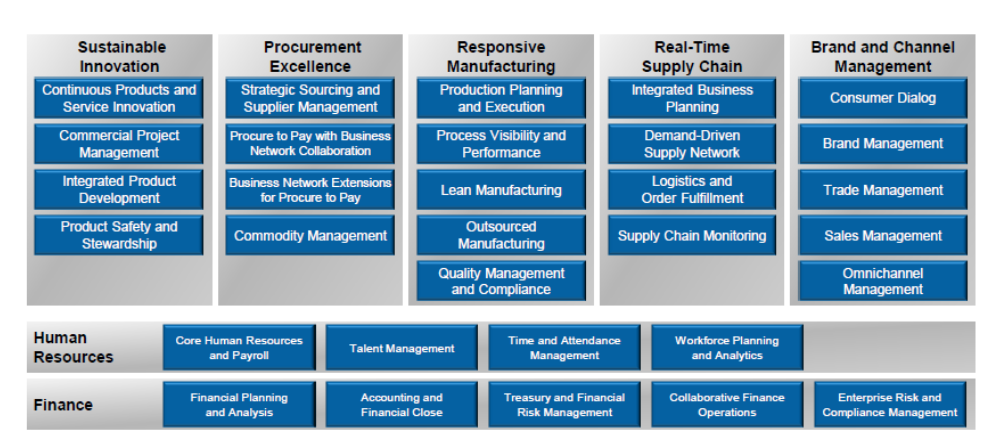 Sustainable
Innovation
Continuous Products and
Service Innovation
Commercial Project
Management
Integrated Product
Development
Product Safety and
Stewardship
Procurement
Excellence
Strategic Sourcing and
Supplier Management
Procure to Pay with Business
Network Collaboration
Business Network Extensions
for Procure to Pay
Commodity Management
Responsive
Manufacturing
Production Planning
and Execution
Process Visibility and
Performance
Lean Manufacturing
Outsourced
Manufacturing
Quality Management
and Compliance
Real-Time
Supply Chain
Integrated Business
Planning
Demand-Driven
Supply Network
Logistics and
Order Fulfillment
Supply Chain Monitoring
Brand and Channel
Management
Consumer Dialog
Brand Management
Trade Management
Sales Management
Omnichannel
Management
Human
Resources
Core Human Resources
and Payroll
Talent Management
Time and Attendance
Management
Workforce Planning
and Analytics
Finance
Financial Planning
and Analysis
Accounting and
Financial Close
Treasury and Financial
Risk Management
Collaborative Finance
Operations
Enterprise Risk and
Compliance Management